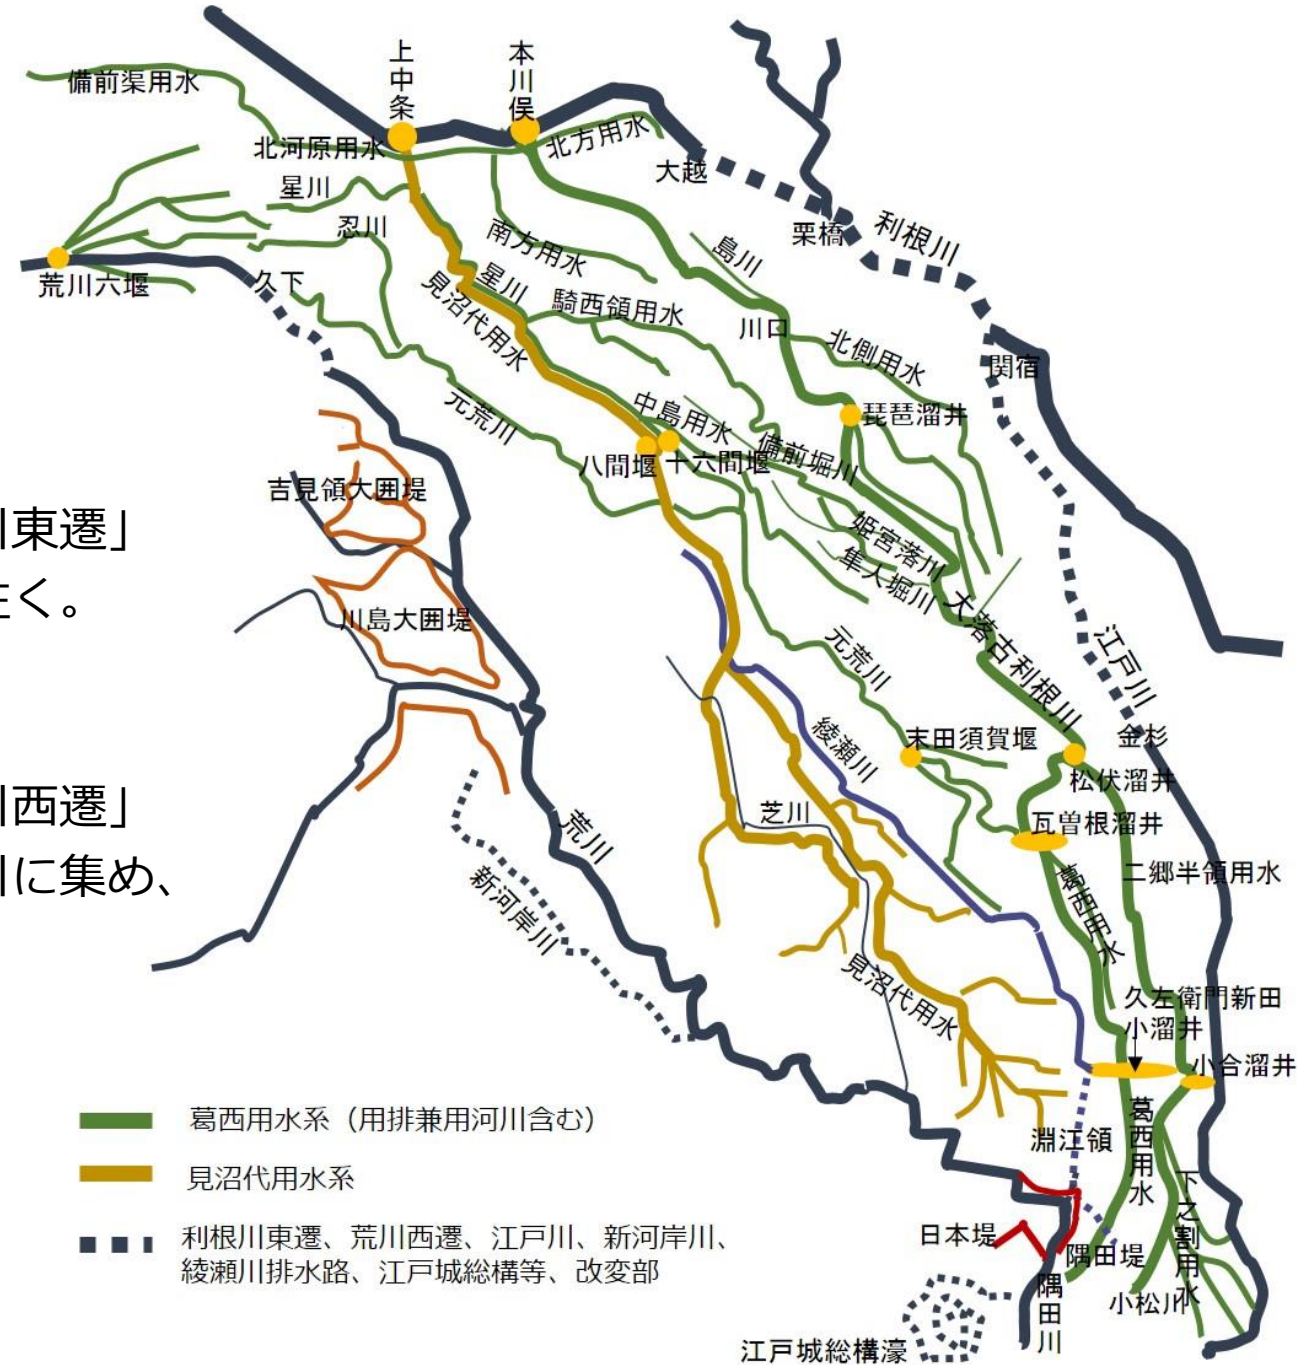 上中条
本川俣
備前渠用水
北河原用水
北方用水
大越
星川
忍川
南方用水
島川
栗橋
利根川
荒川六堰
久下
星川
見沼代用水
騎西領用水
川口
北側用水
関宿
元荒川
中島用水
備前堀川
琵琶溜井
八間堰
十六間堰
吉見領大囲堤
川東遷」
注ぐ。
姫宮落川
隼人堀川
大落古利根川
川島大囲堤
元荒川
江戸川
綾瀬川
末田須賀堰
金杉
松伏溜井
川西遷」
川に集め、
荒川
芝川
瓦曽根溜井
新河岸川
葛西用水
二郷半領用水
見沼代用水
久左衛門新田
小溜井
小合溜井
葛西用水系（用排兼用河川含む）
見沼代用水系
利根川東遷、荒川西遷、江戸川、新河岸川、
綾瀬川排水路、江戸城総構等、改変部
淵江領
葛西用水
下之割用水
日本堤
隅田堤
隅田川
小松川
江戸城総構濠